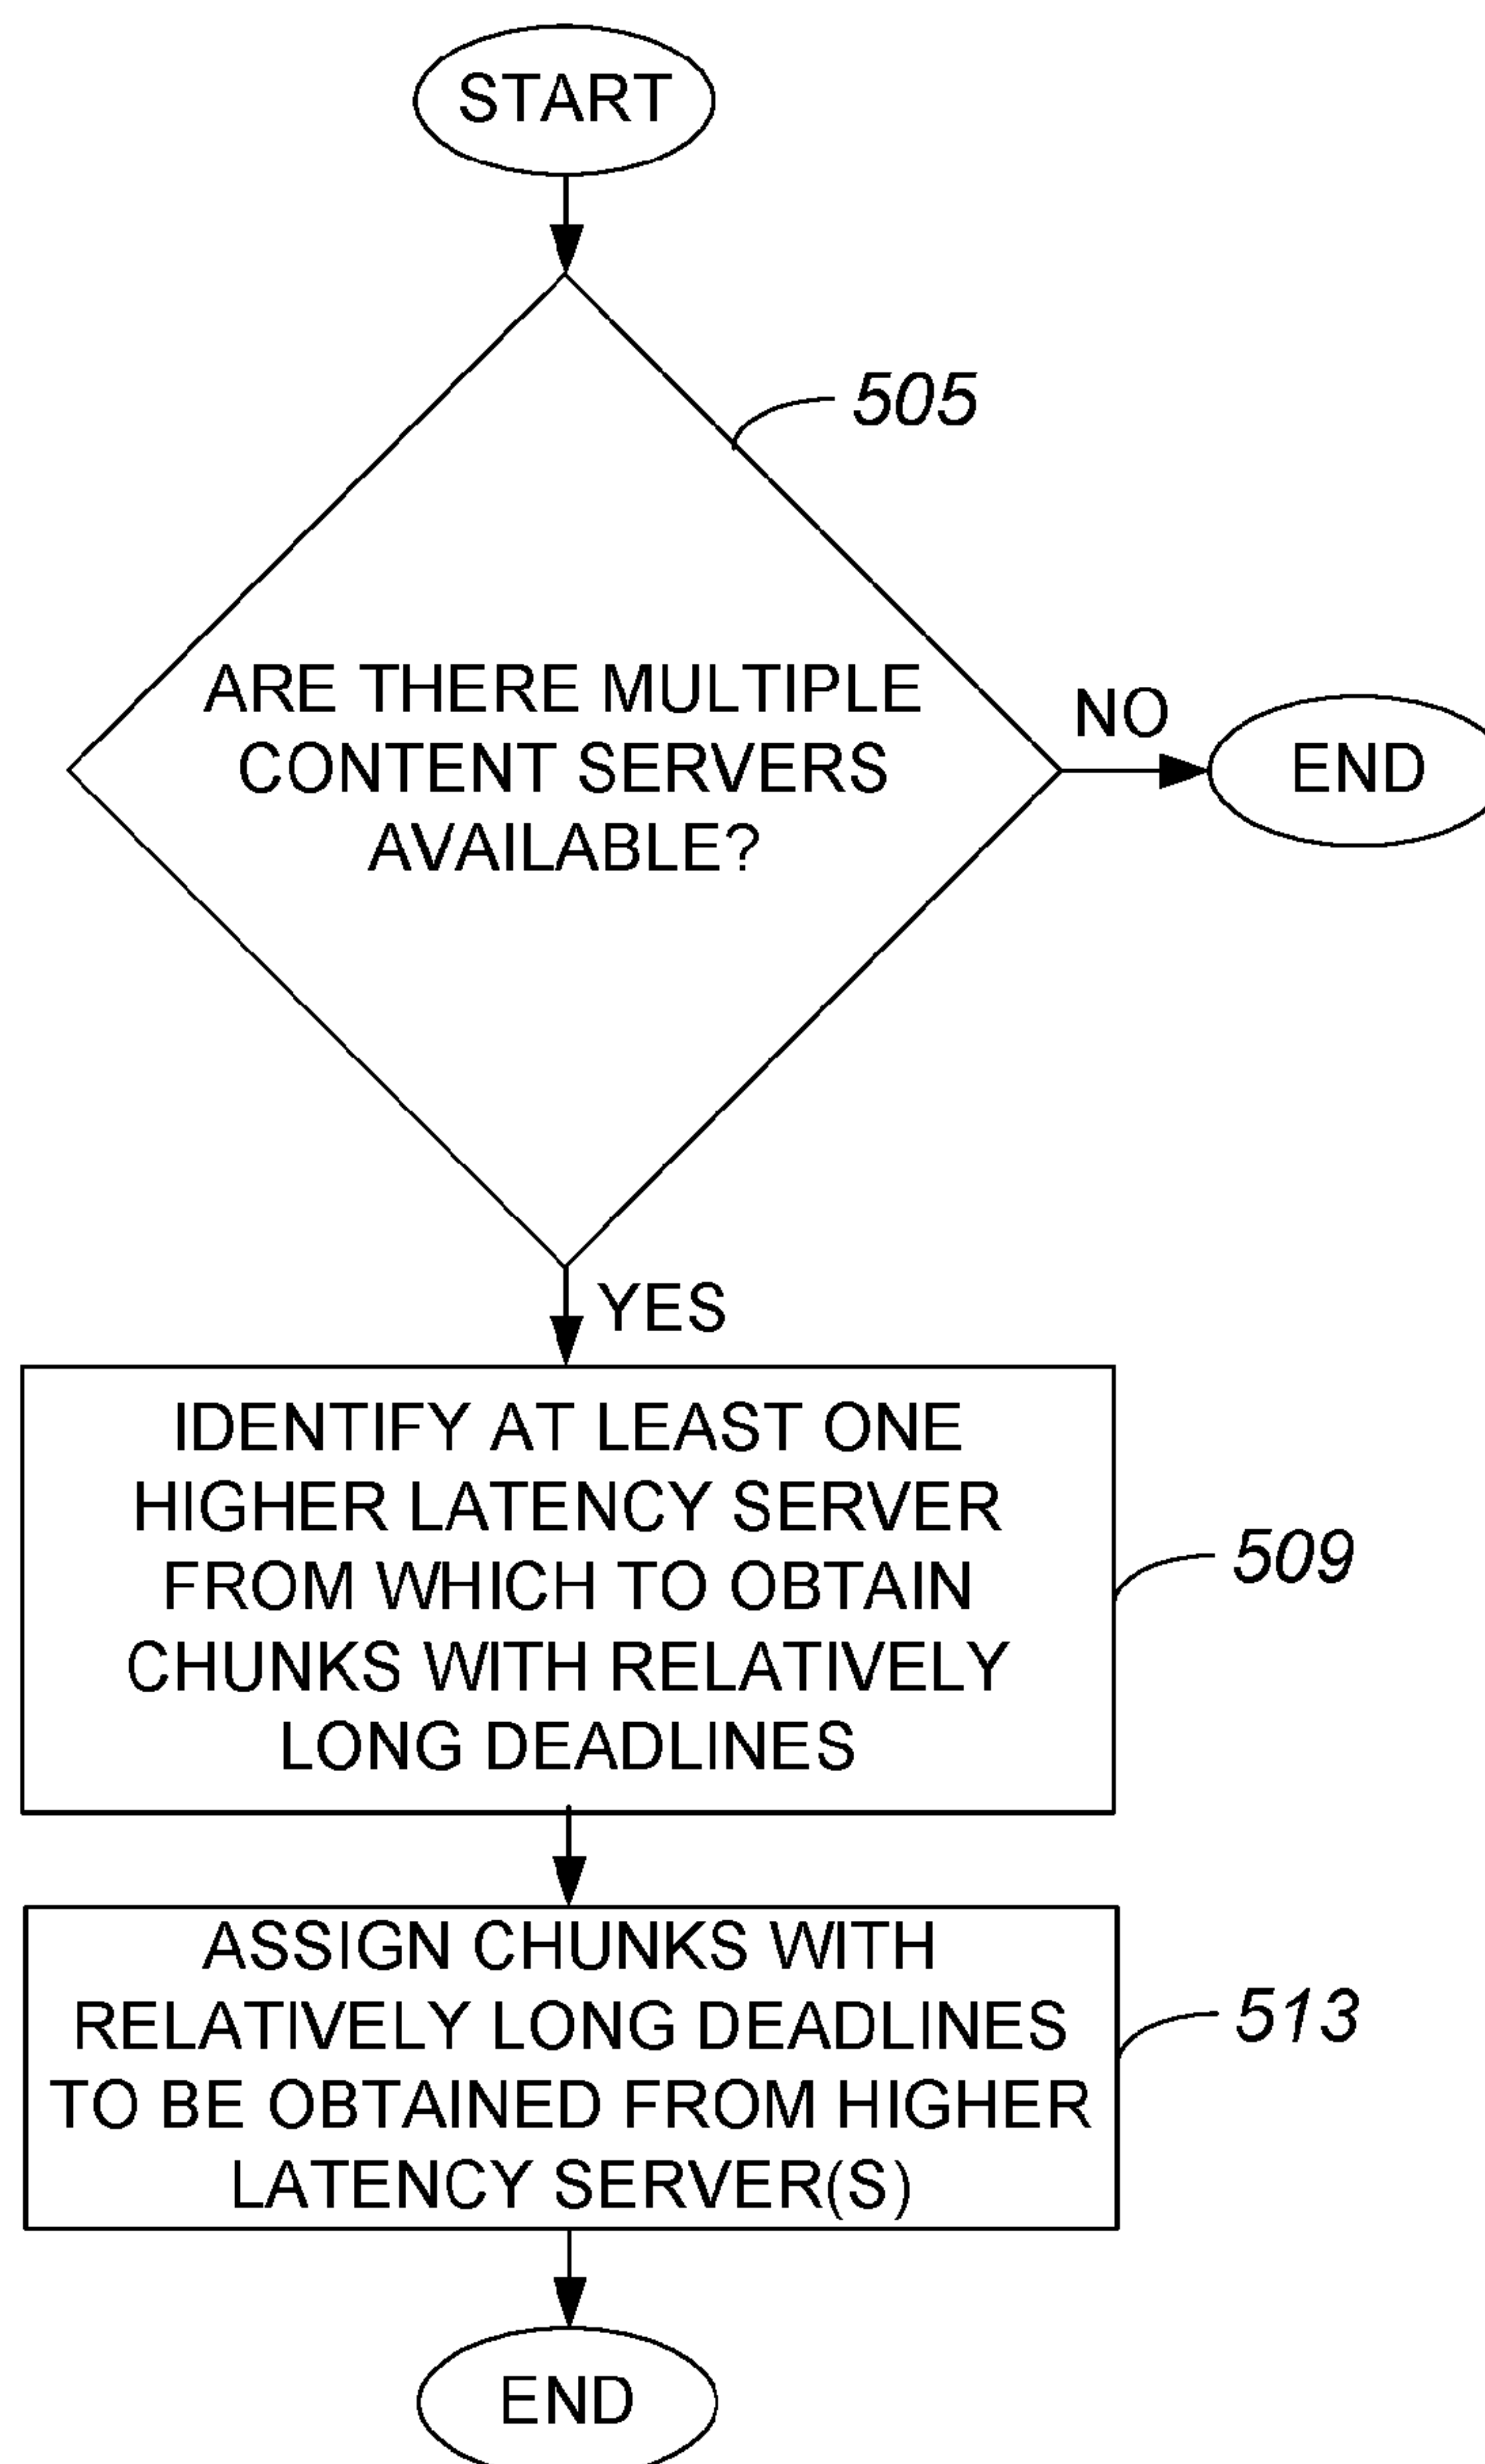 START
505
ARE THERE MULTIPLE
CONTENT SERVERS
AVAILABLE?
NO
END
YES
IDENTIFY AT LEAST ONE
HIGHER LATENCY SERVER
FROM WHICH TO OBTAIN
CHUNKS WITH RELATIVELY
LONG DEADLINES
509
ASSIGN CHUNKS WITH
RELATIVELY LONG DEADLINES
TO BE OBTAINED FROM HIGHER
LATENCY SERVER(S)
513
END